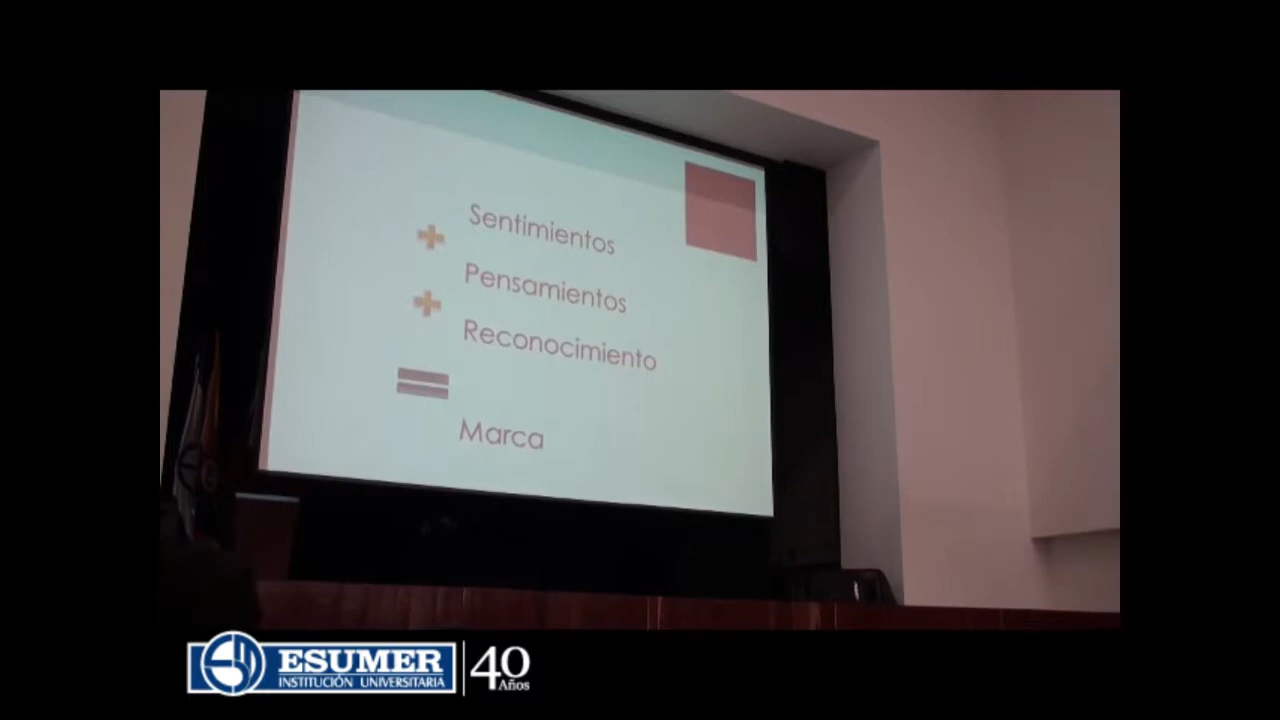 Sentimientos
Pensamientos
Reconocimiento
Marca
ESUMER
INSTITUCIÓN UNIVERSITARIA
40
Años